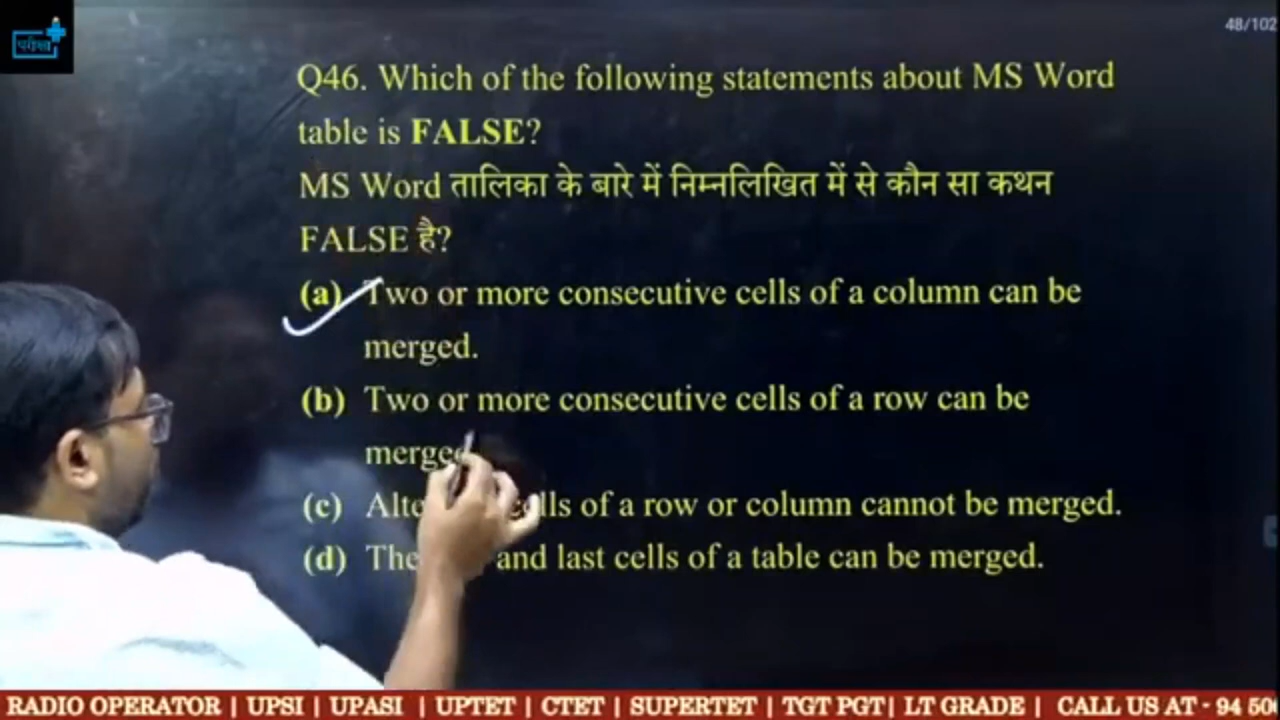 परीक्षा
48/102
Q46. Which of the following statements about MS Word
table is FALSE?
MS Word तालिका के बारे में निम्नलिखित में से कौन सा कथन
FALSE है?
(a) Two or more consecutive cells of a column can be
merged.
(b) Two or more consecutive cells of a row can be
merged
(c) cells of a row or column cannot be merged.
(d) and last cells of a table can be merged.
RADIO OPERATOR | UPSI | UPASI | UPTET | CTET | SUPERTET | TGT PGT | LT GRADE | CALL US AT - 94 50